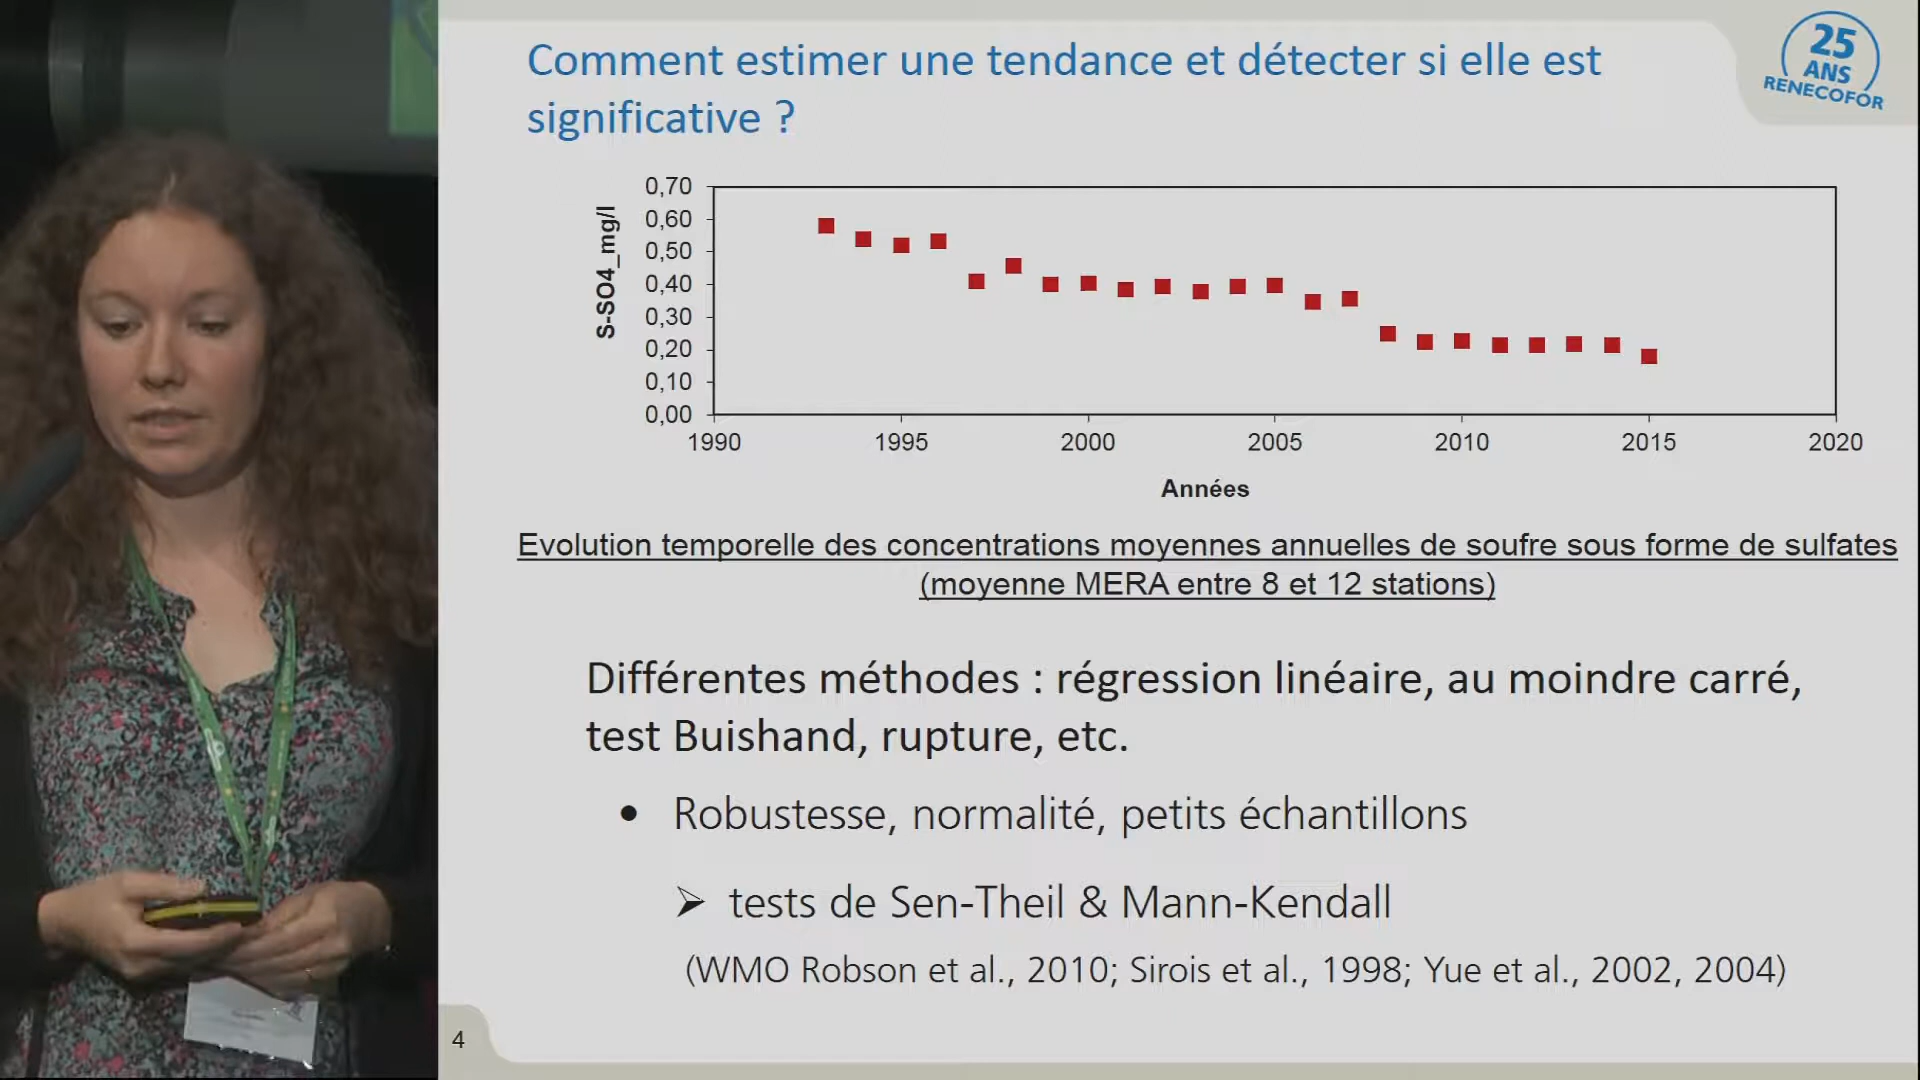 Comment estimer une tendance et détecter si elle est
significative ?
25
ANS
RENECOFOR
S-SO4_mg/l
0,70
0,60
0,50
0,40
0,30
0,20
0,10
0,00
1990 1995 2000 2005 2010 2015 2020
Années
Evolution temporelle des concentrations moyennes annuelles de soufre sous forme de sulfates
(moyenne MERA entre 8 et 12 stations)
Différentes méthodes : régression linéaire, au moindre carré,
test Buishand, rupture, etc.
• Robustesse, normalité, petits échantillons
➢ tests de Sen-Theil & Mann-Kendall
(WMO Robson et al., 2010; Sirois et al., 1998; Yue et al., 2002, 2004)
4